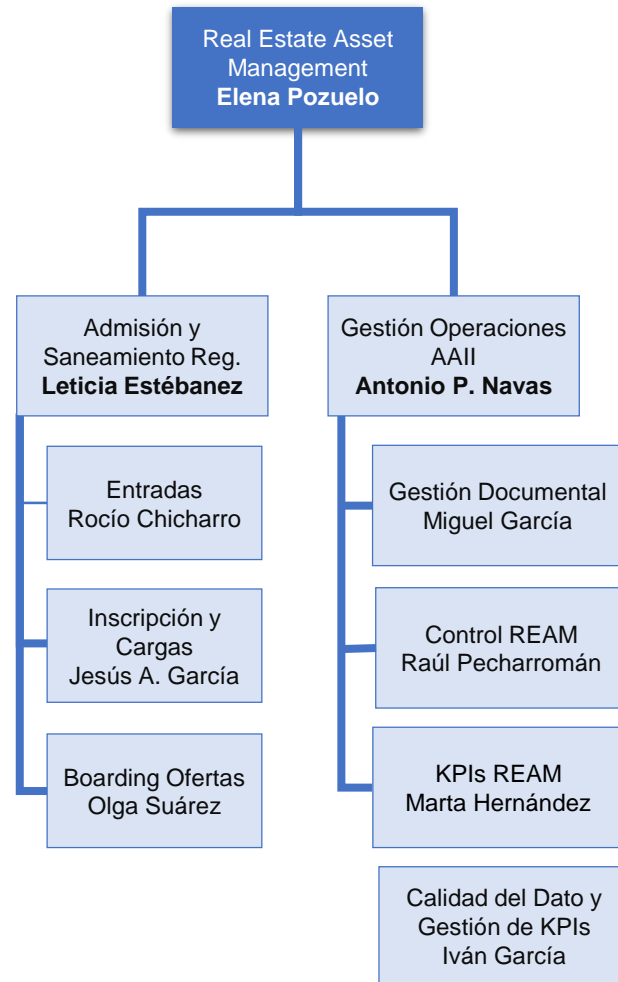 Real Estate Asset
Management
Elena Pozuelo
Admisión y
Saneamiento Reg.
Leticia Estébanez
Gestión Operaciones
AAII
Antonio P. Navas
Entradas
Rocío Chicharro
Gestión Documental
Miguel García
Inscripción y
Cargas
Jesús A. García
Control REAM
Raúl Pecharromán
Boarding Ofertas
Olga Suárez
KPIs REAM
Marta Hernández
Calidad del Dato y
Gestión de KPIs
Iván García